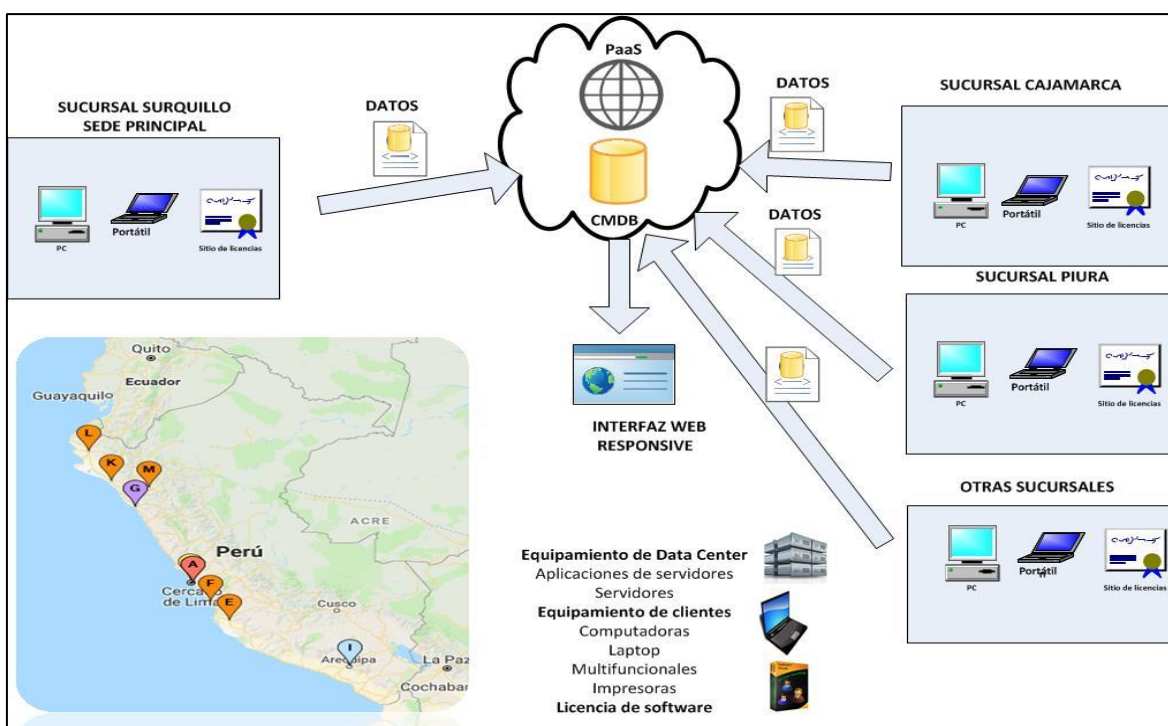 PaaS
CMDB
SUCURSAL SURQUILLO
SEDE PRINCIPAL
DATOS
PC
Portátil
Sitio de licencias
DATOS
SUCURSAL CAJAMARCA
PC
Portátil
Sitio de licencias
DATOS
SUCURSAL PIURA
PC
Portátil
Sitio de licencias
INTERFAZ WEB
RESPONSIVE
OTRAS SUCURSALES
PC
Portátil
Sitio de licencias
Quito
Ecuador
Guayaquil
L
K
M
G
ACRE
Perú
A
Cercado
de Lima
F
E
Cusco
I
Arequipa
La Paz
Cochabam
Equipamiento de Data Center
Aplicaciones de servidores
Servidores
Equipamiento de clientes
Computadoras
Laptop
Multifuncionales
Impresoras
Licencia de software